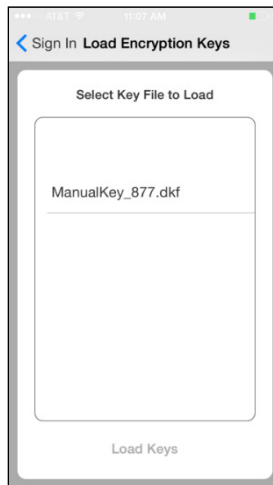 AT&T 11:07 AM
Sign In Load Encryption Keys
Select Key File to Load
ManualKey_877.dkf
Load Keys